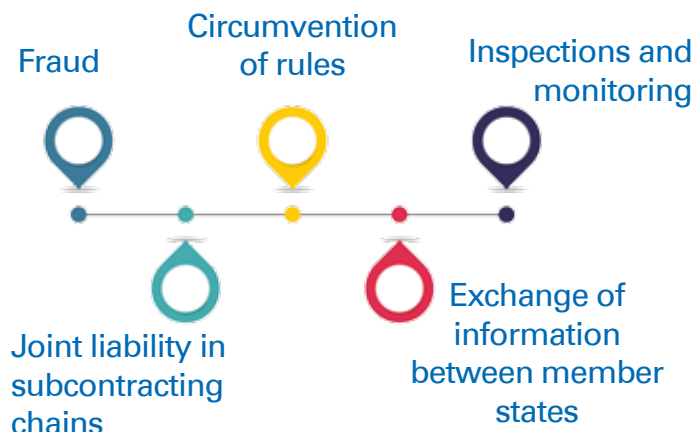 Fraud
Circumvention
of rules
Inspections and
monitoring
Joint liability in
subcontracting
chains
Exchange of
information
between member
states